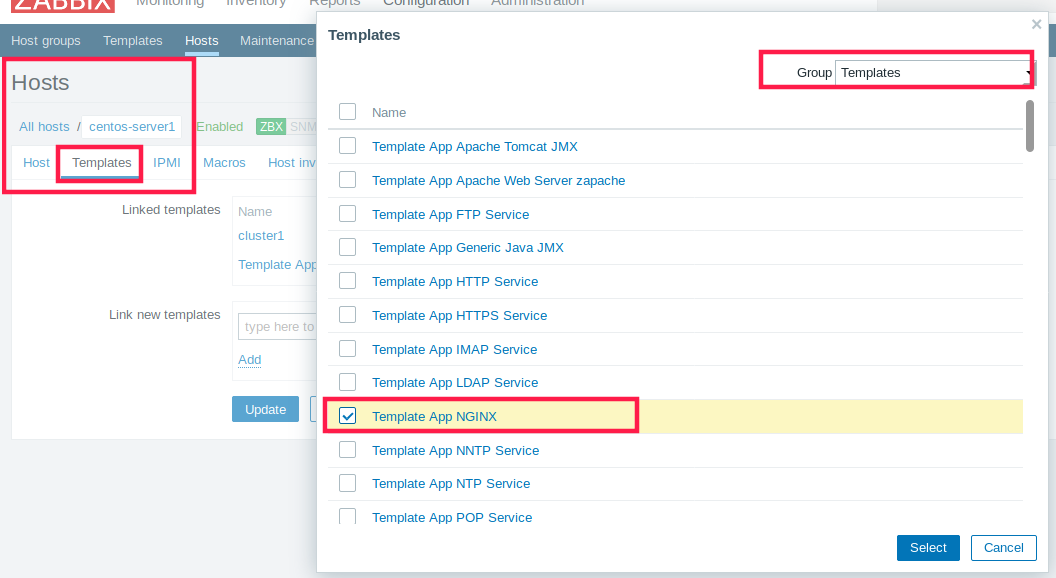 ZABBIX Monitoring Inventory Reports Configuration Administration
Host groups Templates Hosts Maintenance
Hosts
All hosts / centos-server1 Enabled ZBX SNM
Host Templates IPMI Macros Host inv
Linked templates
Name
cluster1
Template App
Link new templates
type here to
Add
Update
Templates
×
Group Templates
Name
Template App Apache Tomcat JMX
Template App Apache Web Server zapache
Template App FTP Service
Template App Generic Java JMX
Template App HTTP Service
Template App HTTPS Service
Template App IMAP Service
Template App LDAP Service
Template App NGINX
Template App NNTP Service
Template App NTP Service
Template App POP Service
Select Cancel